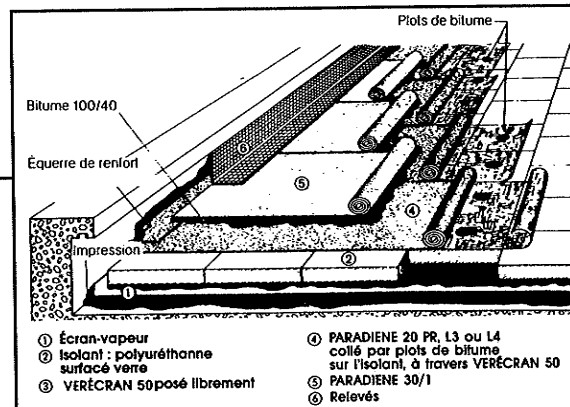 Plots de bitume
Bitume 100/40
Équerre de renfort
Impression
⑥
⑤
④
②
①
① Écran-vapeur
② Isolant : polyuréthanne
surfacé verre
③ VERÉCRAN 50 posé librement
④ PARADIENE 20 PR, L3 ou L4
collé par plots de bitume
sur l'isolant, à travers VERÉCRAN 50
⑤ PARADIENE 30/1
⑥ Relevés